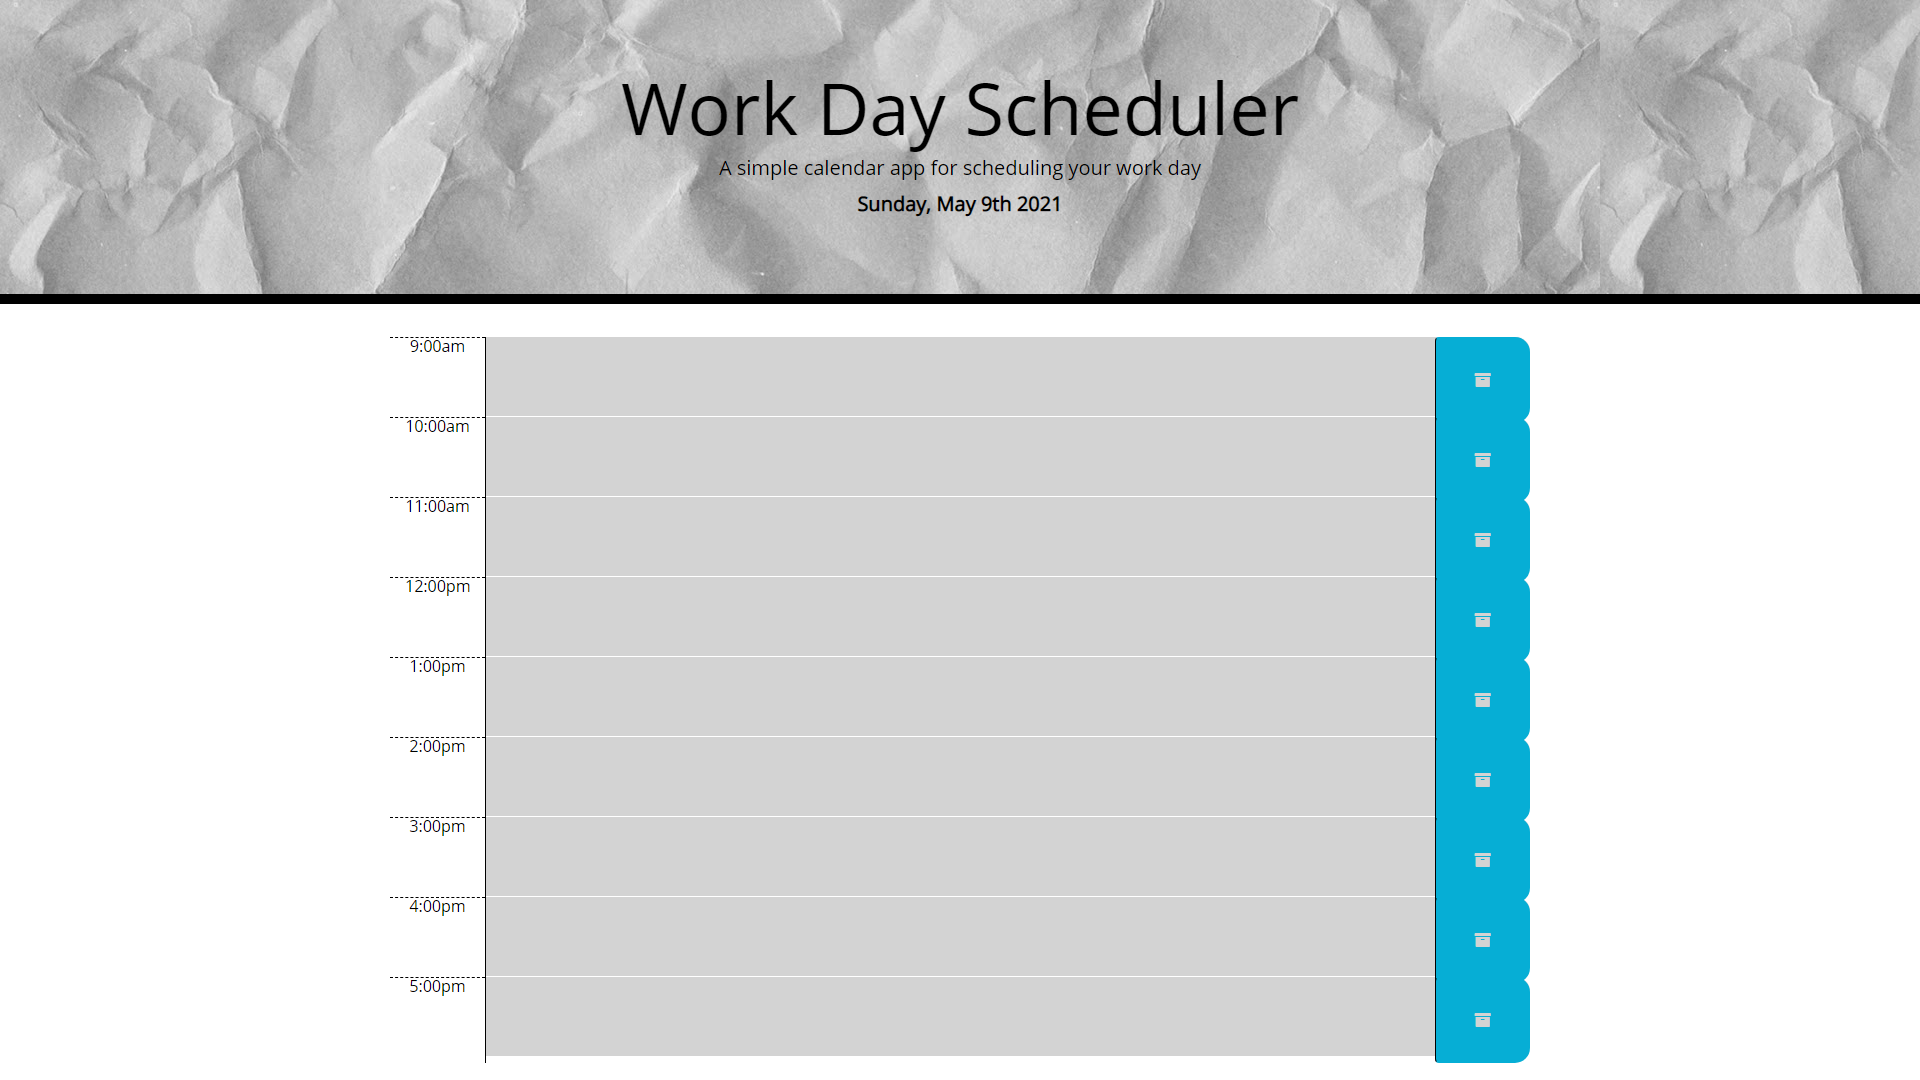 Work Day Scheduler
A simple calendar app for scheduling your work day
Sunday, May 9th 2021
9:00am
10:00am
11:00am
12:00pm
1:00pm
2:00pm
3:00pm
4:00pm
5:00pm